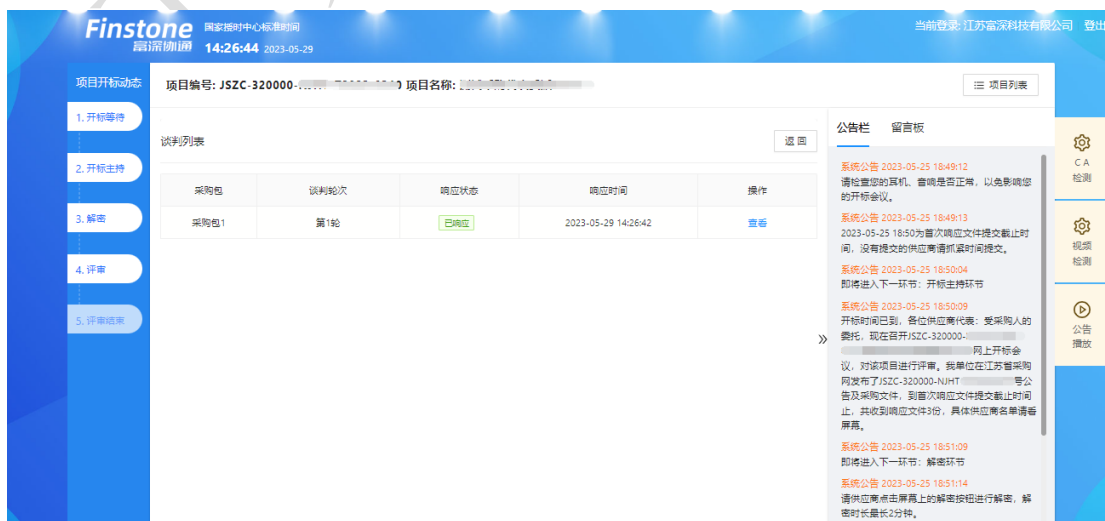 Finstone
富深协通
国家授时中心标准时间
14:26:44 2023-05-29
当前登录: 江苏富深科技有限公司 登出
项目开标动态
1. 开标等待
2. 开标主持
3. 解密
4. 评审
5. 评审结束
项目编号: JSZC-320000- 项目名称:
项目列表
谈判列表
返回
采购包 谈判轮次 响应状态 响应时间 操作
采购包1 第1轮 已响应 2023-05-29 14:26:42 查看
公告栏 留言板
系统公告 2023-05-25 18:49:12
请检查您的耳机、音响是否正常，以免影响您
的开标会议。
系统公告 2023-05-25 18:49:13
2023-05-25 18:50为首次响应文件提交截止时
间，没有提交的供应商请抓紧时间提交。
系统公告 2023-05-25 18:50:04
即将进入下一环节：开标主持环节
系统公告 2023-05-25 18:50:09
开标时间已到，各位供应商代表：受采购人的
委托，现在召开JSZC-320000-
网上开标会
议，对该项目进行评审。我单位在江苏省采购
网发布了JSZC-320000-NJHT 号公
告及采购文件，到首次响应文件提交截止时间
止，共收到响应文件3份，具体供应商名单请看
屏幕。
系统公告 2023-05-25 18:51:09
即将进入下一环节：解密环节
系统公告 2023-05-25 18:51:14
请供应商点击屏幕上的解密按钮进行解密，解
密时长最长2分钟。
CA
检测
视频
检测
公告
播放